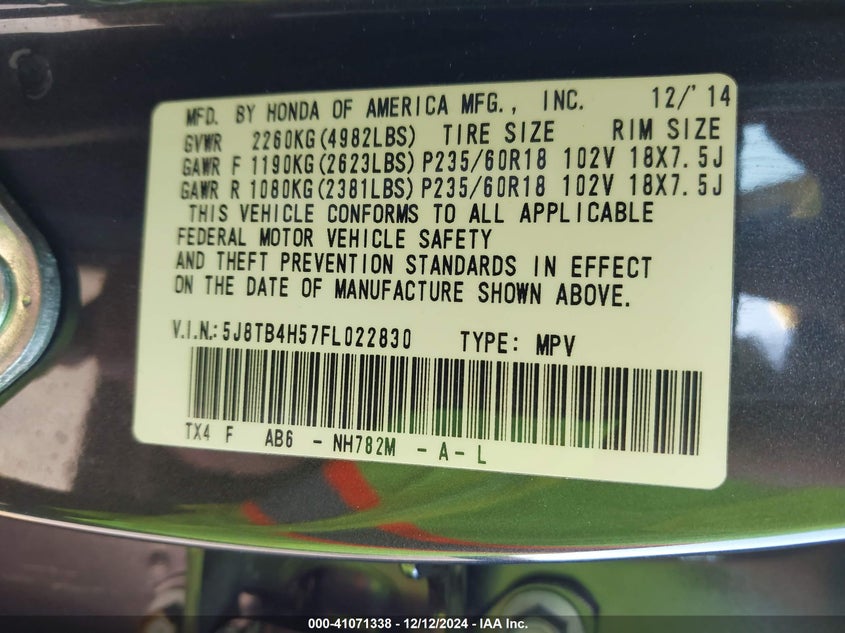 MFD. BY HONDA OF AMERICA MFG., INC. 12/'14
GVWR 2260KG(4982LBS) TIRE SIZE RIM SIZE
GAWR F 1190KG(2623LBS) P235/60R18 102V 18X7.5J
GAWR R 1080KG(2381LBS) P235/60R18 102V 18X7.5J
THIS VEHICLE CONFORMS TO ALL APPLICABLE
FEDERAL MOTOR VEHICLE SAFETY
AND THEFT PREVENTION STANDARDS IN EFFECT
ON THE DATE OF MANUFACTURE SHOWN ABOVE.
V.I.N.: 5J8TB4H57FL022830 TYPE: MPV
TX4 F AB6 - NH782M - A - L
000-41071338 - 12/12/2024 - IAA Inc.